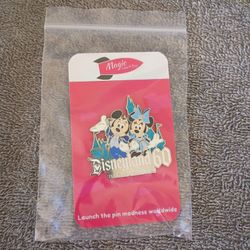 Magic
Disneyland 60
Launch the pin madness worldwide